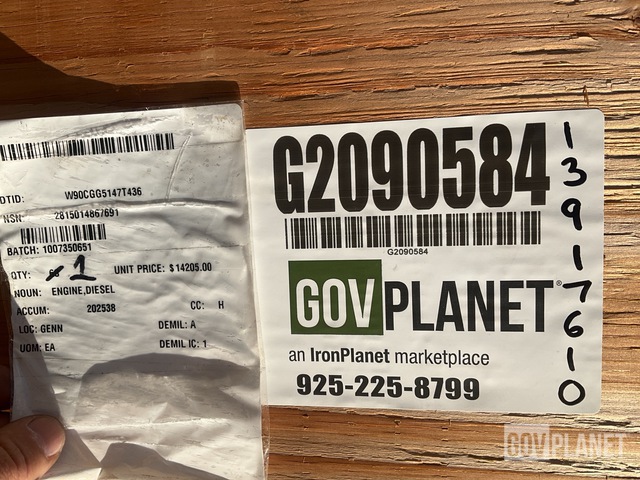 DTID: W90CGG5147T436
NSN: 2815014867691
BATCH: 1007350651
QTY: 1 UNIT PRICE: $14205.00
NOUN: ENGINE,DIESEL
ACCUM: 202538 CC: H
LOC: GENN DEMIL: A
UOM: EA DEMIL IC: 1
G2090584
G2090584
GOVPLANET®
an IronPlanet marketplace
925-225-8799
1
3
9
1
7
6
1
0
GOVPLANET